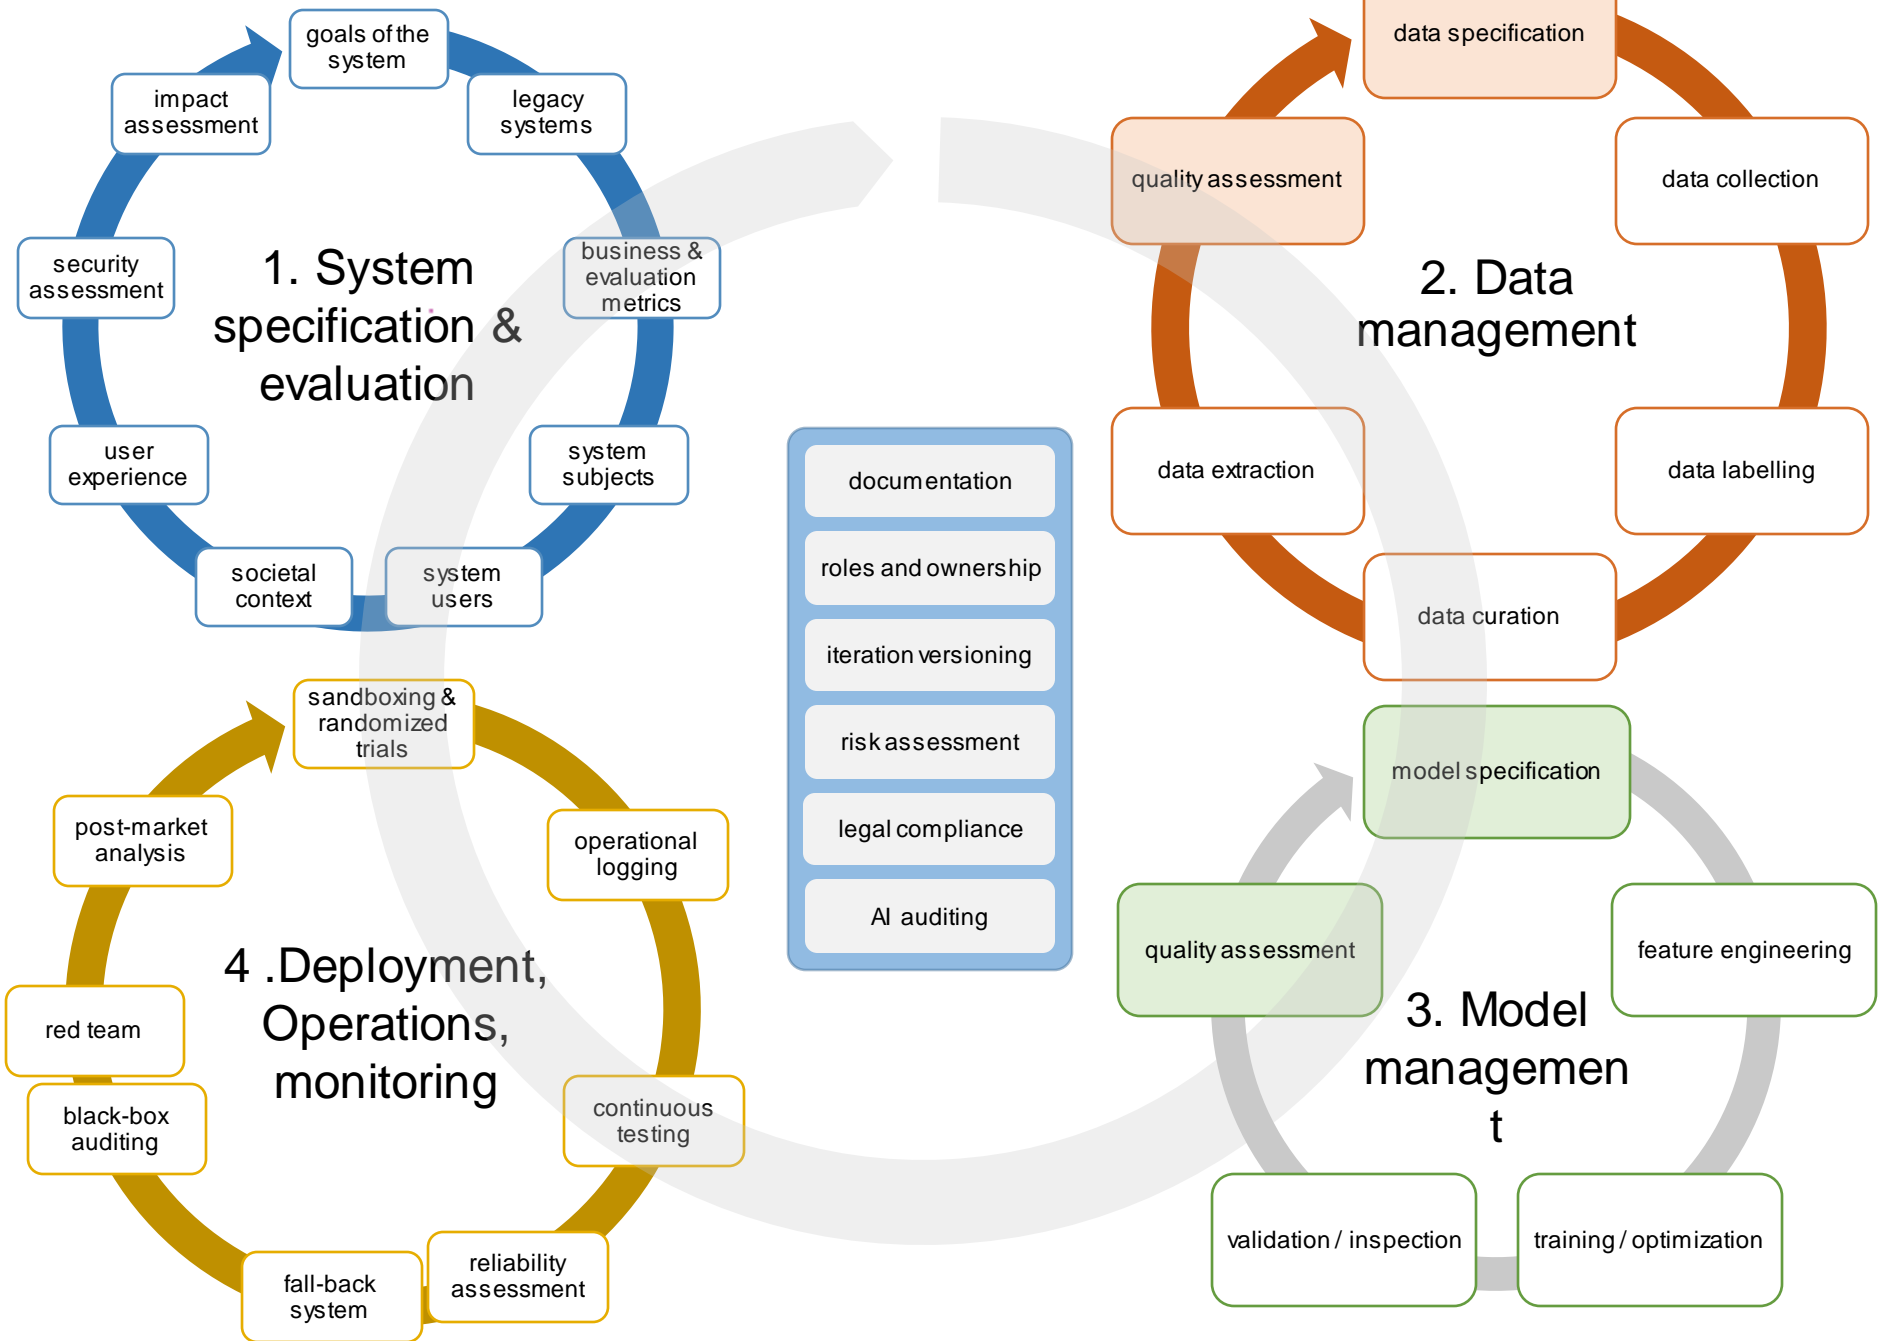 goals of the
system
legacy
systems
business &
evaluation
metrics
system
subjects
system
users
societal
context
user
experience
security
assessment
impact
assessment
1. System
specification &
evaluation
data specification
data collection
data labelling
data curation
data extraction
quality assessment
2. Data
management
documentation
roles and ownership
iteration versioning
risk assessment
legal compliance
AI auditing
model specification
feature engineering
training / optimization
validation / inspection
quality assessment
3. Model
managemen
t
sandboxing &
randomized
trials
operational
logging
continuous
testing
reliability
assessment
fall-back
system
black-box
auditing
red team
post-market
analysis
4 .Deployment,
Operations,
monitoring